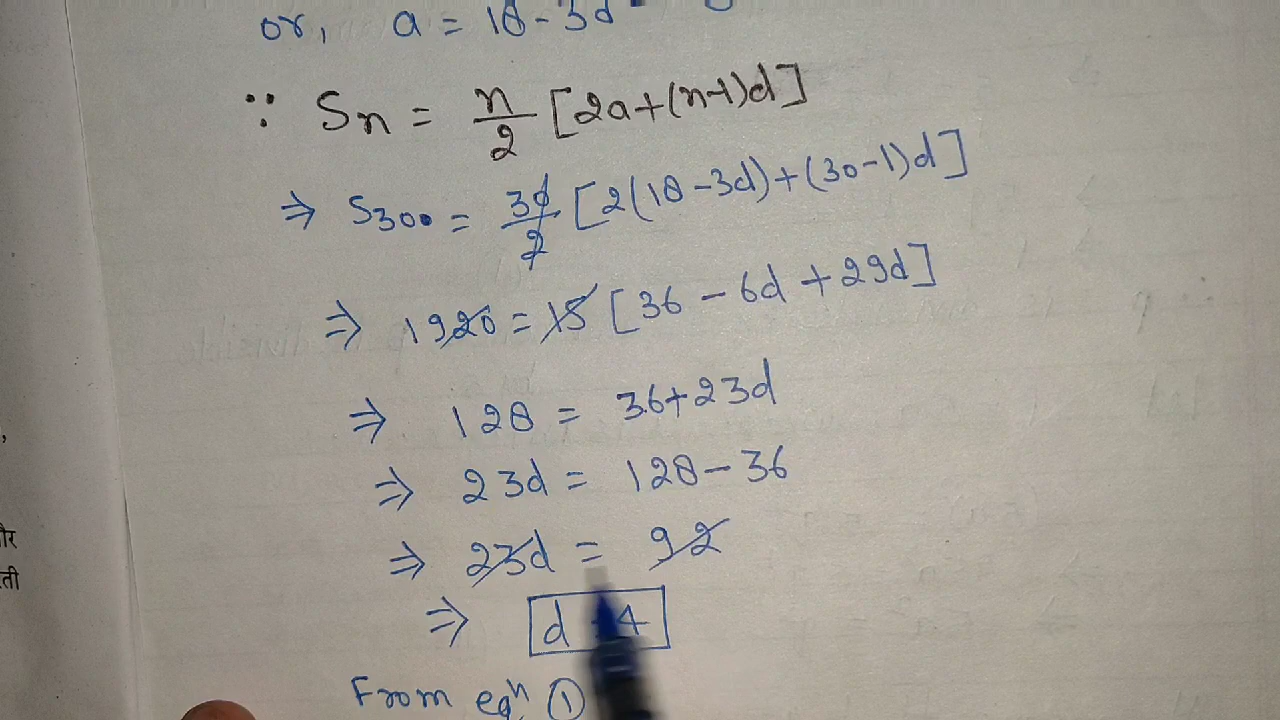 or, a = 18 - 3d
∵ Sn = n/2 [2a+(n-1)d]
⇒ S300 = 30/2 [2(18-3d)+(30-1)d]
⇒ 1920 = 15 [36 - 6d + 29d]
⇒ 128 = 36+23d
⇒ 23d = 128-36
⇒ 23d = 92
⇒ d = 4
From eqn ①